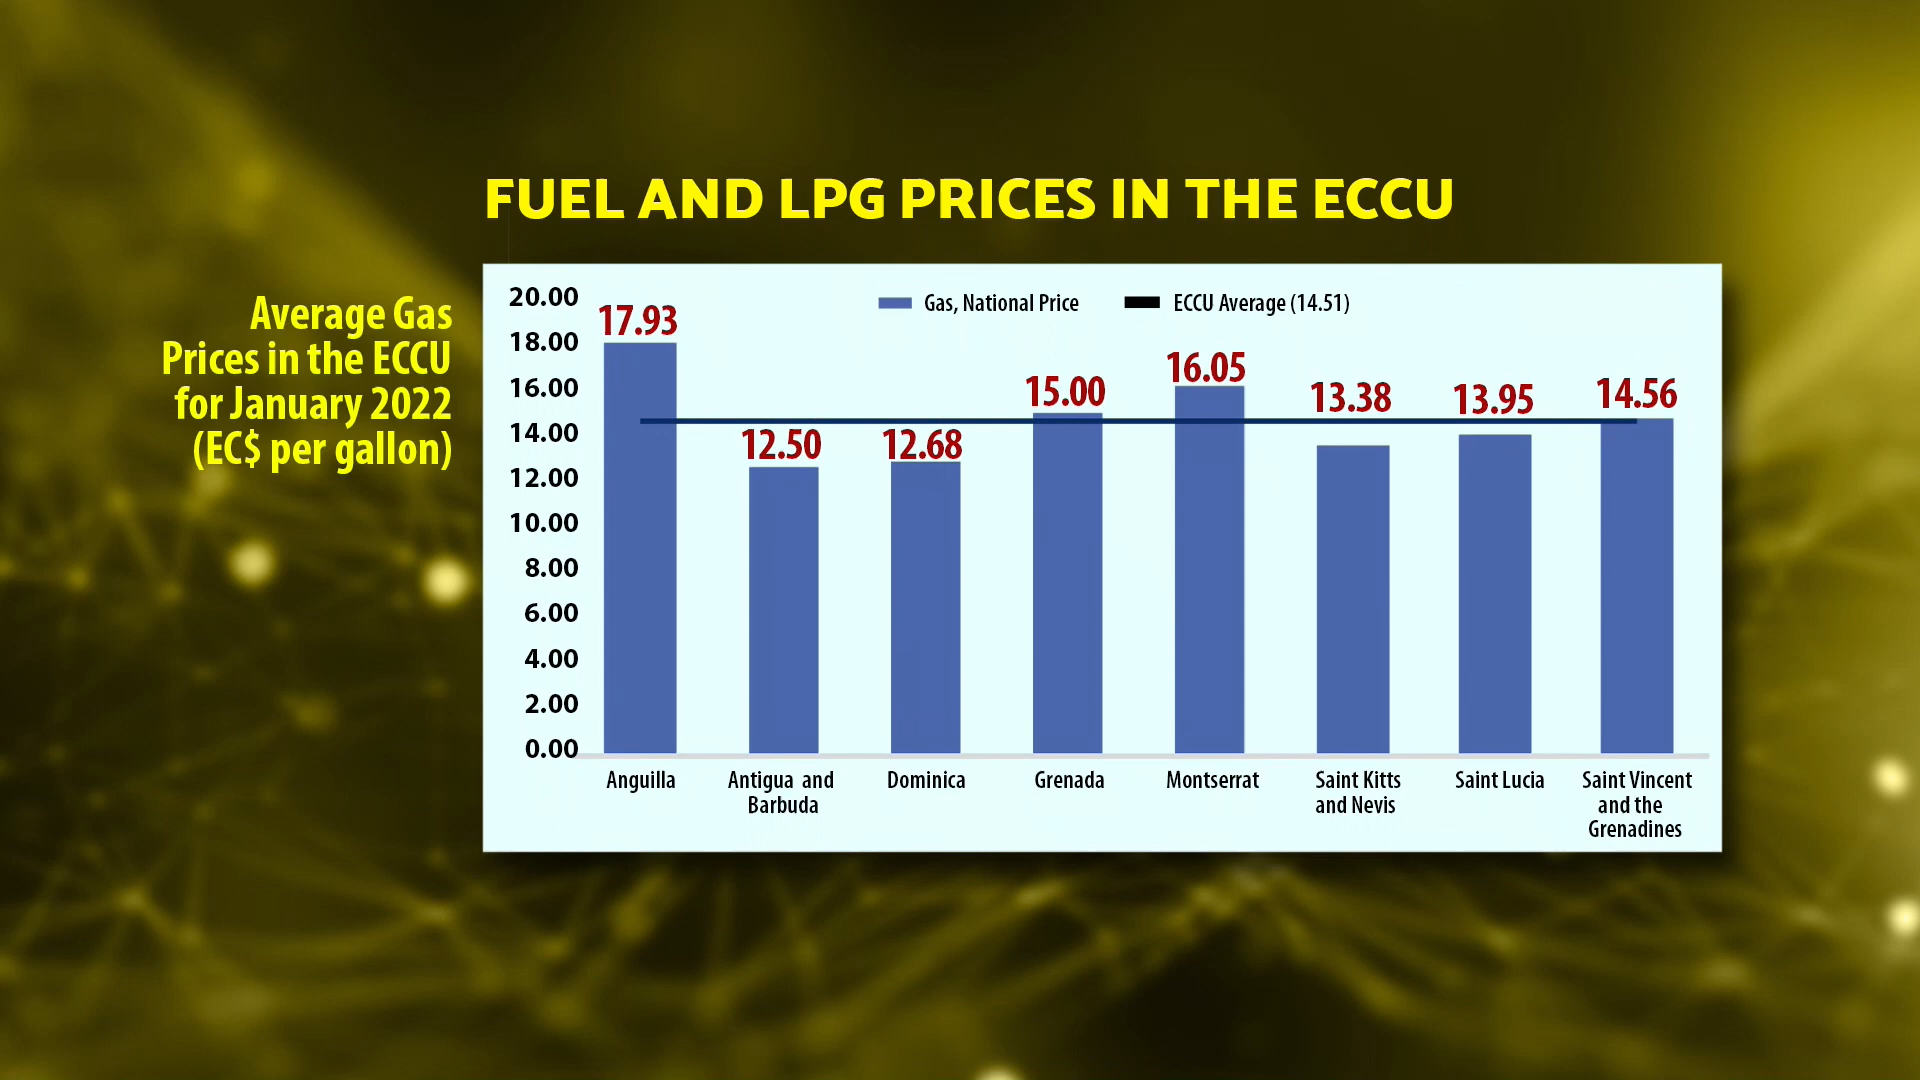 FUEL AND LPG PRICES IN THE ECCU
Average Gas
Prices in the ECCU
for January 2022
(EC$ per gallon)
Gas, National Price
ECCU Average (14.51)
20.00
18.00
16.00
14.00
12.00
10.00
8.00
6.00
4.00
2.00
0.00
17.93
12.50
12.68
15.00
16.05
13.38
13.95
14.56
Anguilla
Antigua and
Barbuda
Dominica
Grenada
Montserrat
Saint Kitts
and Nevis
Saint Lucia
Saint Vincent
and the
Grenadines